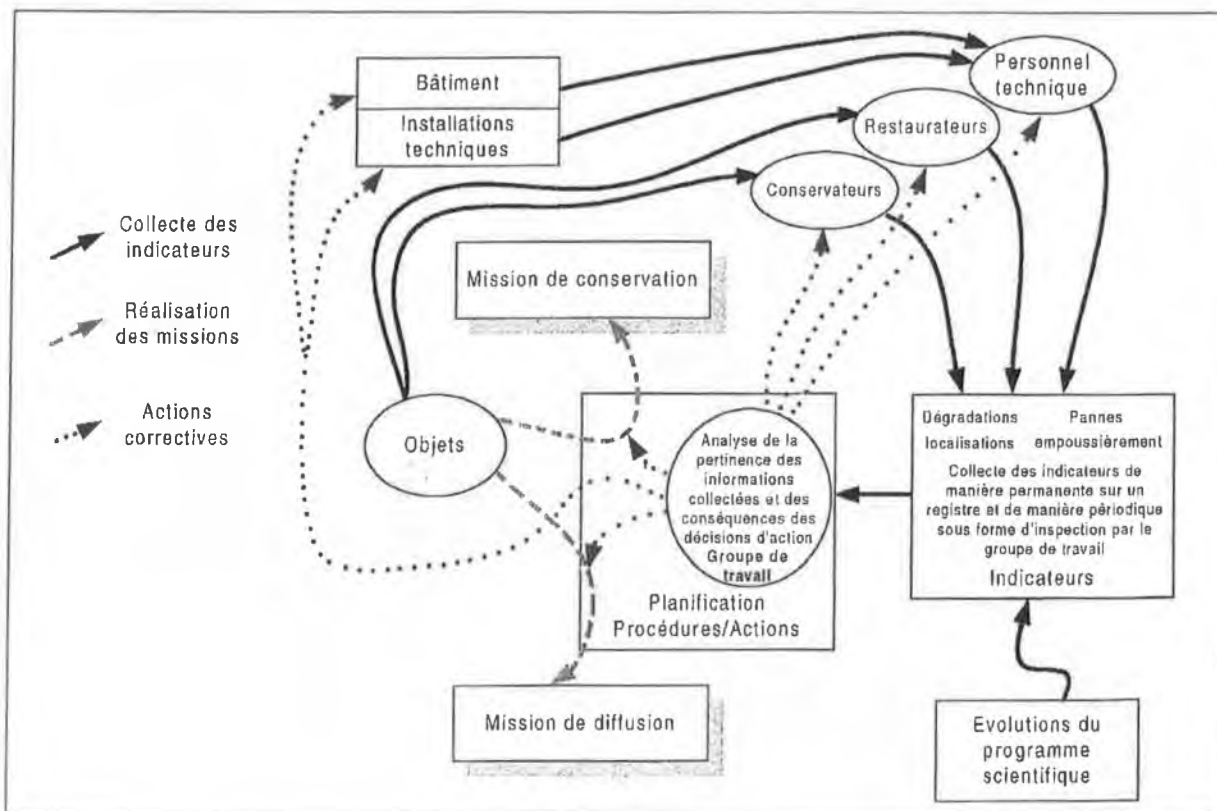 Bâtiment
Installations
techniques
Personnel
technique
Restaurateurs
Conservateurs
Collecte des
indicateurs
Réalisation
des missions
Actions
correctives
Mission de conservation
Objets
Analyse de la
pertinence des
informations
collectées et des
conséquences des
décisions d'action
Groupe de
travail
Planification
Procédures/Actions
Dégradations Pannes
localisations empoussièrement
Collecte des indicateurs de
manière permanente sur un
registre et de manière périodique
sous forme d'inspection par le
groupe de travail
Indicateurs
Mission de diffusion
Evolutions du
programme
scientifique